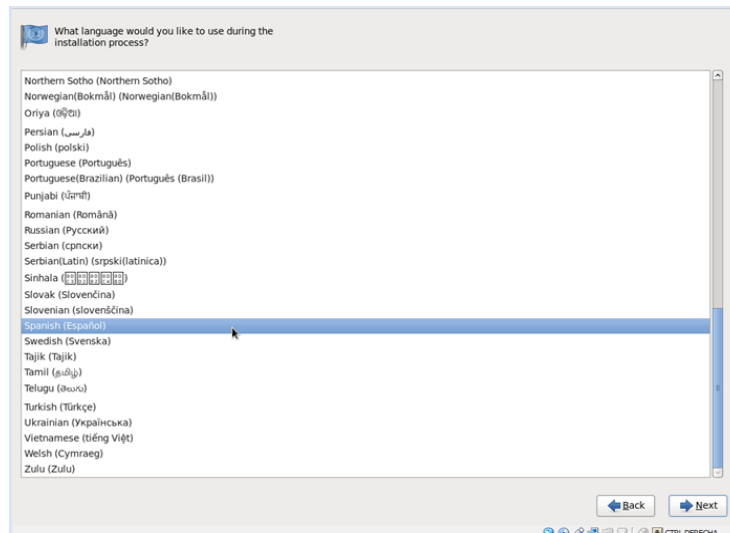 What language would you like to use during the
installation process?
Northern Sotho (Northern Sotho)
Norwegian(Bokmål) (Norwegian(Bokmål))
Oriya (ଓଡ଼ିଆ)
Persian (فارسی)
Polish (polski)
Portuguese (Português)
Portuguese(Brazilian) (Português (Brasil))
Punjabi (ਪੰਜਾਬੀ)
Romanian (Română)
Russian (Русский)
Serbian (српски)
Serbian(Latin) (srpski(latinica))
Sinhala ()
Slovak (Slovenčina)
Slovenian (slovenščina)
Spanish (Español)
Swedish (Svenska)
Tajik (Tajik)
Tamil (தமிழ்)
Telugu (తెలుగు)
Turkish (Türkçe)
Ukrainian (Українська)
Vietnamese (tiếng Việt)
Welsh (Cymraeg)
Zulu (Zulu)
Back Next
CTRL DERECHA